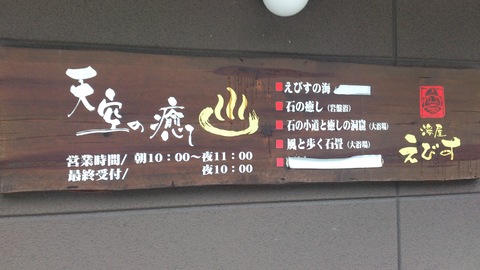 天空の癒し
営業時間/ 朝10:00〜夜11:00
最終受付/ 夜10:00
えびすの海
石の癒し(岩盤浴)
石の小道と癒しの洞窟(大浴場)
風と歩く石畳(大浴場)
湯屋
えびす